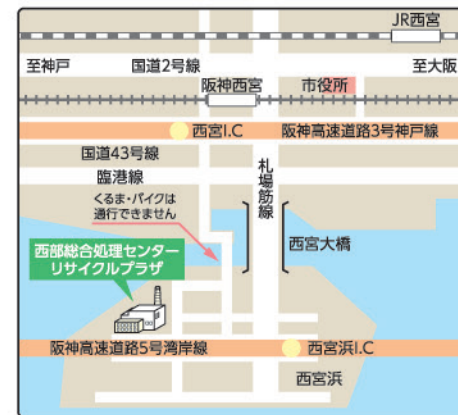 JR西宮
至神戸
国道2号線
至大阪
阪神西宮
市役所
西宮I.C
阪神高速道路3号神戸線
国道43号線
札場筋線
臨港線
くるま・バイクは
通行できません
西宮大橋
西部総合処理センター
リサイクルプラザ
阪神高速道路5号湾岸線
西宮浜I.C
西宮浜